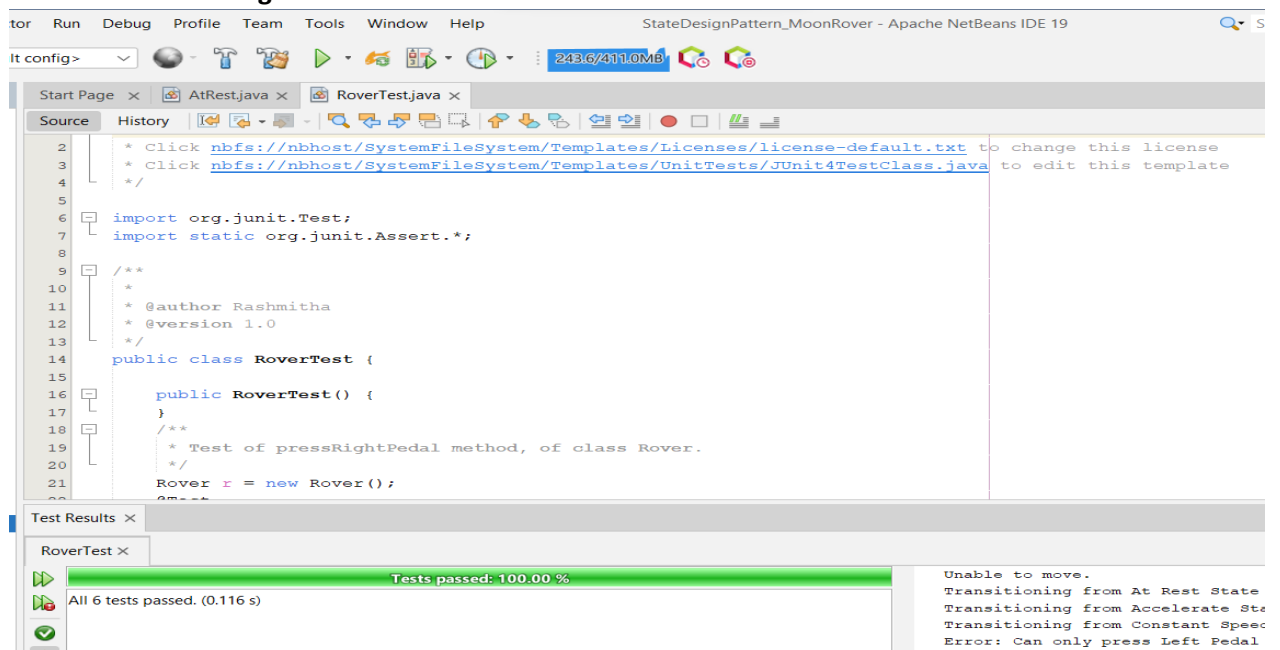 tor Run Debug Profile Team Tools Window Help StateDesignPattern_MoonRover - Apache NetBeans IDE 19 S
lt config> 243.6/411.0MB
Start Page AtRest.java RoverTest.java
Source History
2 * Click nbfs://nbhost/SystemFileSystem/Templates/Licenses/license-default.txt to change this license
3 * Click nbfs://nbhost/SystemFileSystem/Templates/UnitTests/JUnit4TestClass.java to edit this template
4 */
5
6 import org.junit.Test;
7 import static org.junit.Assert.*;
8
9 /**
10 *
11 * @author Rashmitha
12 * @version 1.0
13 */
14 public class RoverTest {
15
16 public RoverTest() {
17 }
18 /**
19 * Test of pressRightPedal method, of class Rover.
20 */
21 Rover r = new Rover();
Test Results
RoverTest
Tests passed: 100.00 %
All 6 tests passed. (0.116 s)
Unable to move.
Transitioning from At Rest State
Transitioning from Accelerate Sta
Transitioning from Constant Speed
Error: Can only press Left Pedal